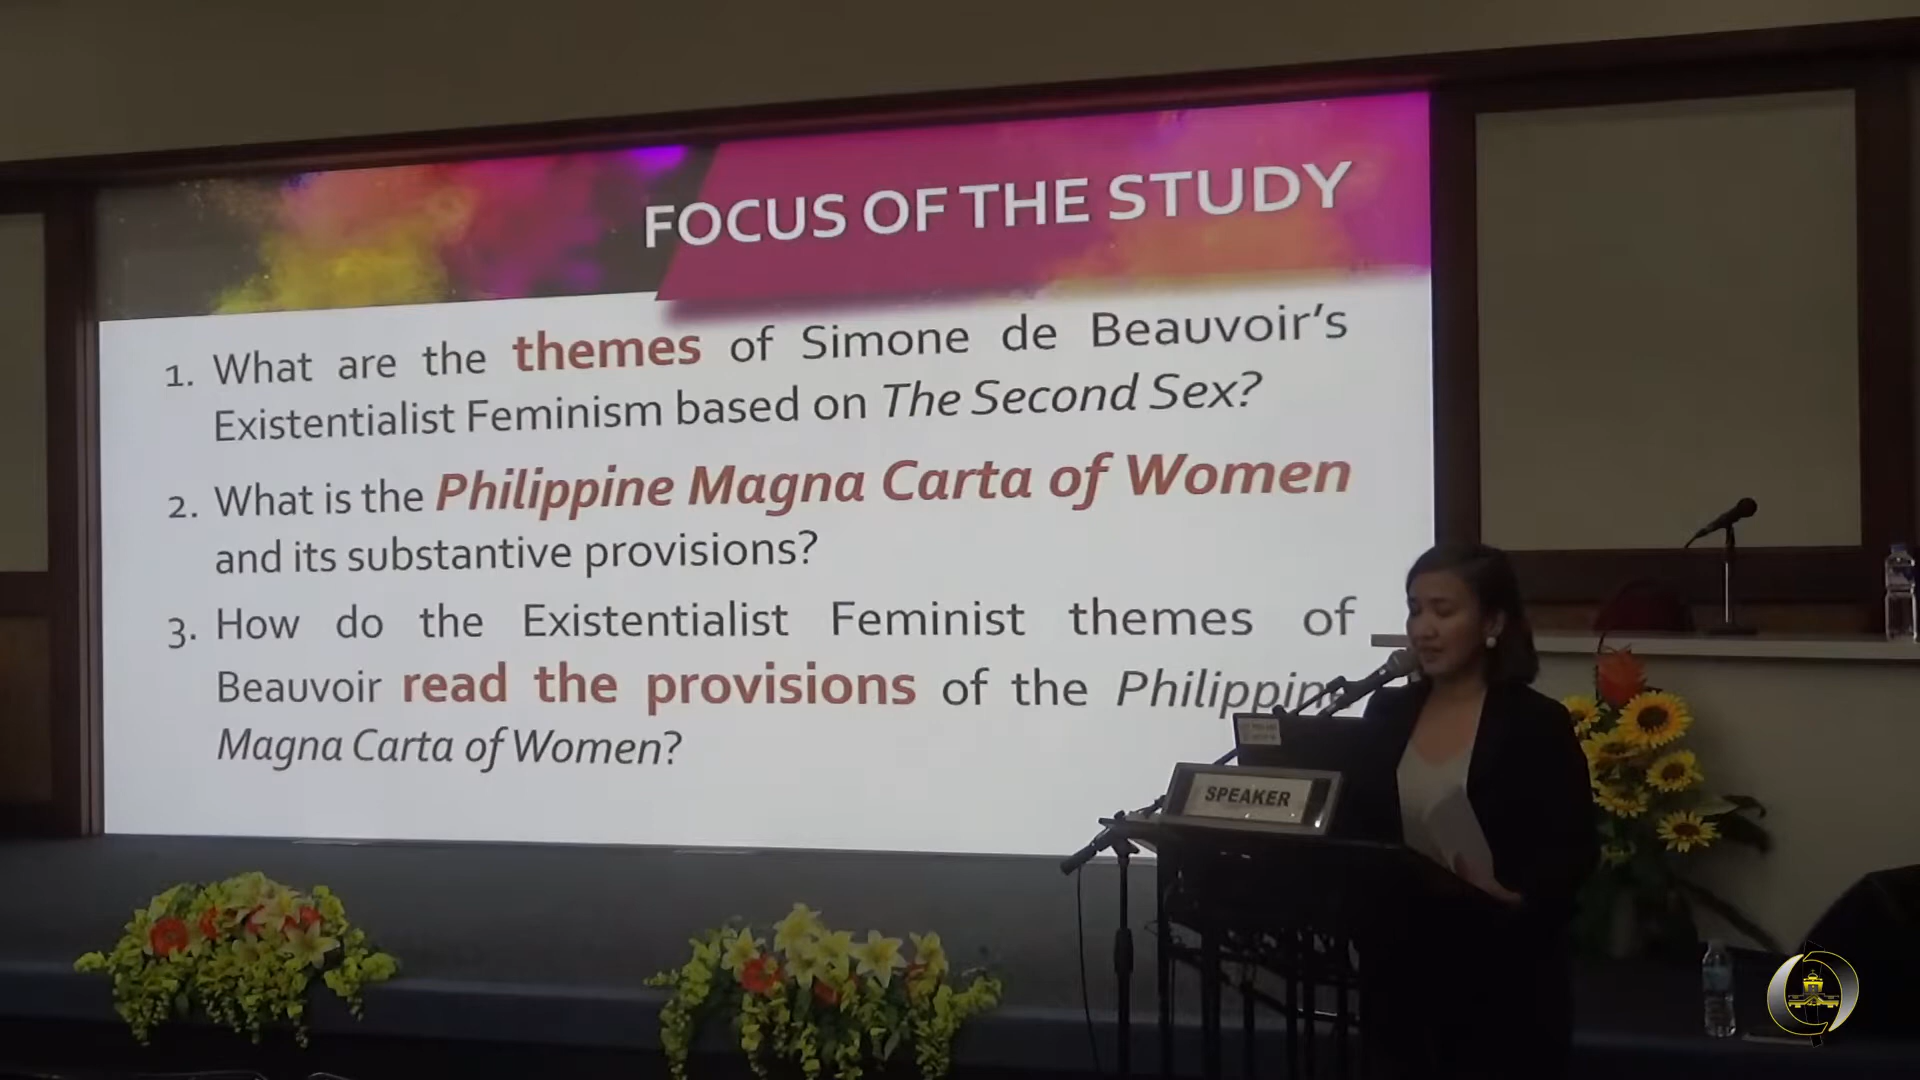 FOCUS OF THE STUDY
1. What are the themes of Simone de Beauvoir's
Existentialist Feminism based on The Second Sex?
2. What is the Philippine Magna Carta of Women
and its substantive provisions?
3. How do the Existentialist Feminist themes of
Beauvoir read the provisions of the Philippine
Magna Carta of Women?
SPEAKER